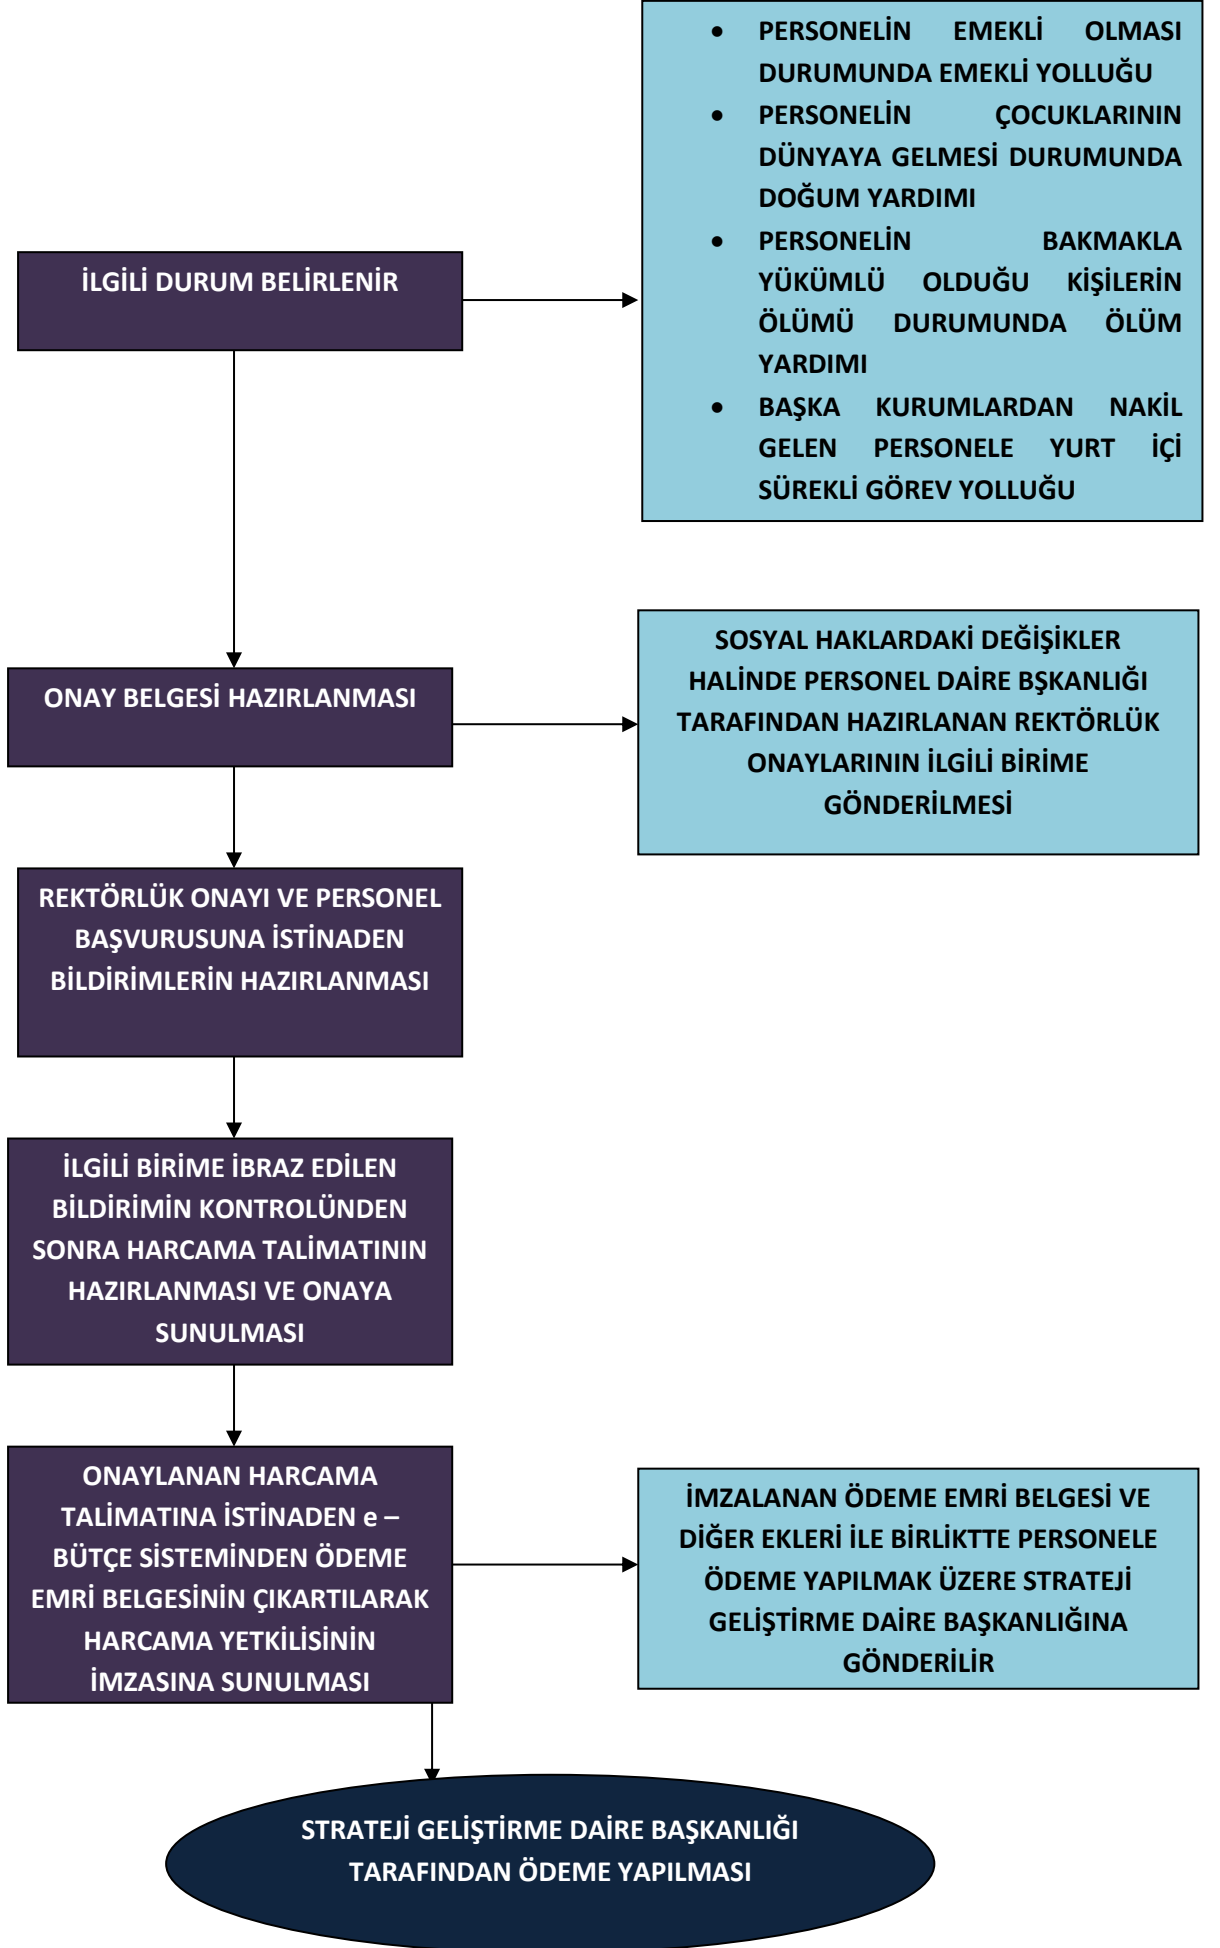 • PERSONELİN EMEKLİ OLMASI
DURUMUNDA EMEKLİ YOLLUĞU
• PERSONELİN ÇOCUKLARININ
DÜNYAYA GELMESİ DURUMUNDA
DOĞUM YARDIMI
• PERSONELİN BAKMAKLA
YÜKÜMLÜ OLDUĞU KİŞİLERİN
ÖLÜMÜ DURUMUNDA ÖLÜM
YARDIMI
• BAŞKA KURUMLARDAN NAKİL
GELEN PERSONELE YURT İÇİ
SÜREKLİ GÖREV YOLLUĞU
İLGİLİ DURUM BELİRLENİR
ONAY BELGESİ HAZIRLANMASI
SOSYAL HAKLARDAKİ DEĞİŞİKLER
HALİNDE PERSONEL DAİRE BŞKANLIĞI
TARAFINDAN HAZIRLANAN REKTÖRLÜK
ONAYLARININ İLGİLİ BİRİME
GÖNDERİLMESİ
REKTÖRLÜK ONAYI VE PERSONEL
BAŞVURUSUNA İSTİNADEN
BİLDİRİMLERİN HAZIRLANMASI
İLGİLİ BİRİME İBRAZ EDİLEN
BİLDİRİMİN KONTROLÜNDEN
SONRA HARCAMA TALİMATININ
HAZIRLANMASI VE ONAYA
SUNULMASI
ONAYLANAN HARCAMA
TALİMATINA İSTİNADEN e –
BÜTÇE SİSTEMİNDEN ÖDEME
EMRİ BELGESİNİN ÇIKARTILARAK
HARCAMA YETKİLİSİNİN
İMZASINA SUNULMASI
İMZALANAN ÖDEME EMRİ BELGESİ VE
DİĞER EKLERİ İLE BİRLİKTTE PERSONELE
ÖDEME YAPILMAK ÜZERE STRATEJİ
GELİŞTİRME DAİRE BAŞKANLIĞINA
GÖNDERİLİR
STRATEJİ GELİŞTİRME DAİRE BAŞKANLIĞI
TARAFINDAN ÖDEME YAPILMASI